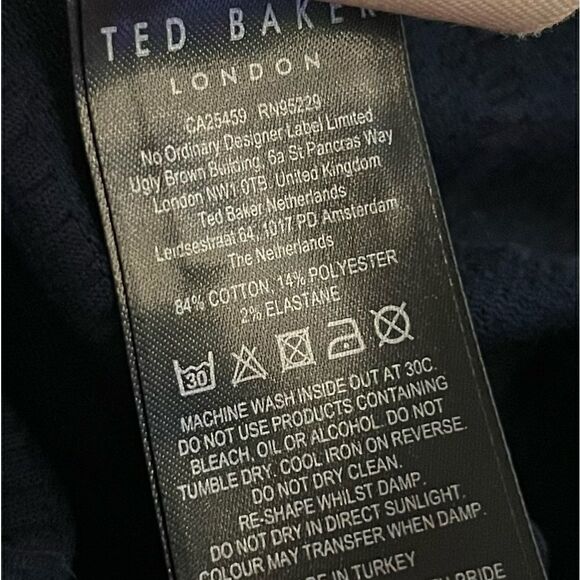 TED BAKER
LONDON
CA25459 RN95229
No Ordinary Designer Label Limited
Ugly Brown Building, 6a St Pancras Way
London NW1 0TB, United Kingdom
Ted Baker Netherlands
Leidsestraat 64, 1017 PD Amsterdam
The Netherlands
84% COTTON, 14% POLYESTER
2% ELASTANE
30
MACHINE WASH INSIDE OUT AT 30C.
DO NOT USE PRODUCTS CONTAINING
BLEACH, OIL OR ALCOHOL. DO NOT
TUMBLE DRY. COOL IRON ON REVERSE.
DO NOT DRY CLEAN.
RE-SHAPE WHILST DAMP.
DO NOT DRY IN DIRECT SUNLIGHT.
COLOUR MAY TRANSFER WHEN DAMP.
IN TURKEY
PRIDE